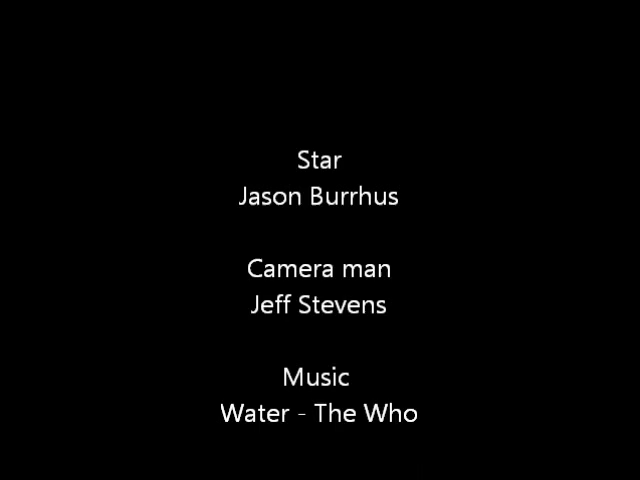 Star
Jason Burrhus
Camera man
Jeff Stevens
Music
Water - The Who